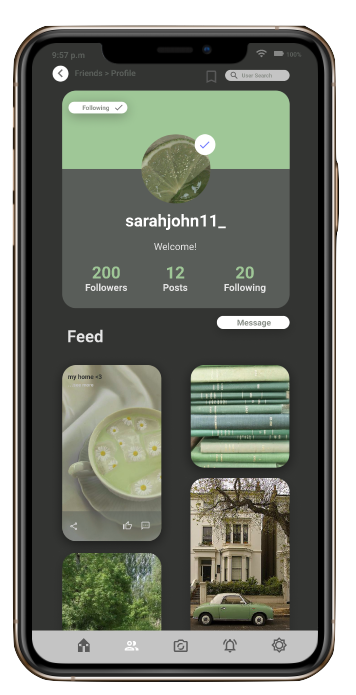 9:57 p.m
100%
Friends > Profile
User Search
Following
sarahjohn11_
Welcome!
200 12 20
Followers Posts Following
Message
Feed
my home <3